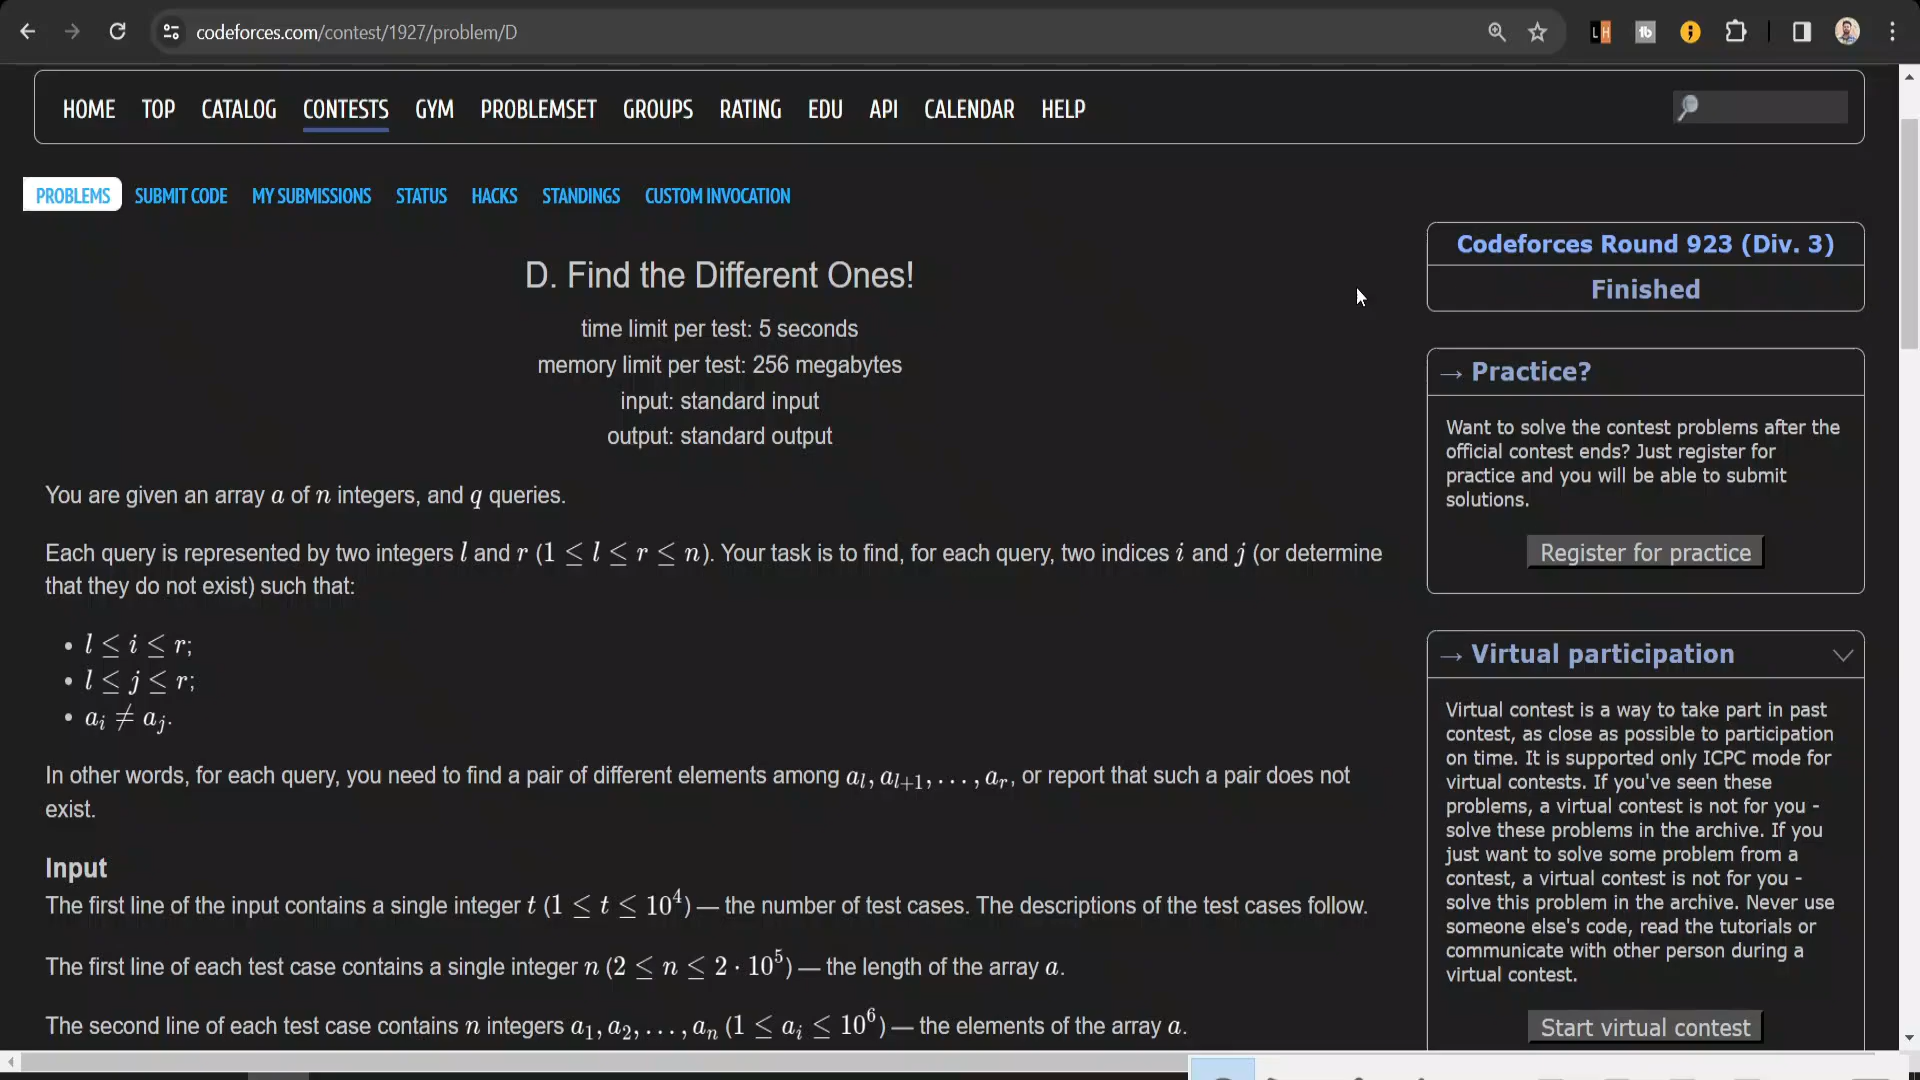 codeforces.com/contest/1927/problem/D
HOME TOP CATALOG CONTESTS GYM PROBLEMSET GROUPS RATING EDU API CALENDAR HELP
PROBLEMS SUBMIT CODE MY SUBMISSIONS STATUS HACKS STANDINGS CUSTOM INVOCATION
D. Find the Different Ones!
time limit per test: 5 seconds
memory limit per test: 256 megabytes
input: standard input
output: standard output
You are given an array a of n integers, and q queries.
Each query is represented by two integers l and r (1 ≤ l ≤ r ≤ n). Your task is to find, for each query, two indices i and j (or determine
that they do not exist) such that:
• l ≤ i ≤ r;
• l ≤ j ≤ r;
• a_i ≠ a_j.
In other words, for each query, you need to find a pair of different elements among a_l, a_{l+1}, . . . , a_r, or report that such a pair does not
exist.
Input
The first line of the input contains a single integer t (1 ≤ t ≤ 10^4) — the number of test cases. The descriptions of the test cases follow.
The first line of each test case contains a single integer n (2 ≤ n ≤ 2 · 10^5) — the length of the array a.
The second line of each test case contains n integers a_1, a_2, . . . , a_n (1 ≤ a_i ≤ 10^6) — the elements of the array a.
Codeforces Round 923 (Div. 3)
Finished
→ Practice?
Want to solve the contest problems after the
official contest ends? Just register for
practice and you will be able to submit
solutions.
Register for practice
→ Virtual participation
Virtual contest is a way to take part in past
contest, as close as possible to participation
on time. It is supported only ICPC mode for
virtual contests. If you've seen these
problems, a virtual contest is not for you -
solve these problems in the archive. If you
just want to solve some problem from a
contest, a virtual contest is not for you -
solve this problem in the archive. Never use
someone else's code, read the tutorials or
communicate with other person during a
virtual contest.
Start virtual contest